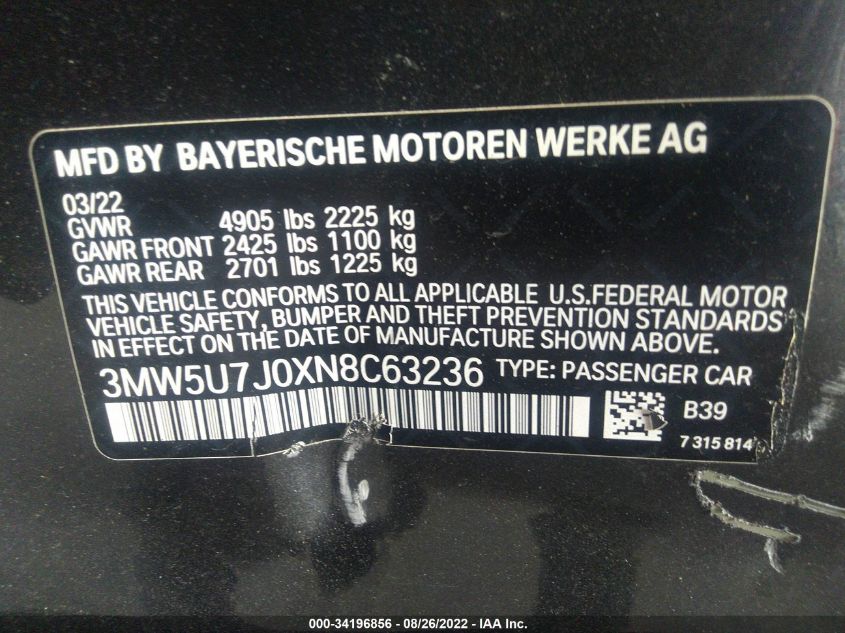 MFD BY BAYERISCHE MOTOREN WERKE AG
03/22
GVWR 4905 lbs 2225 kg
GAWR FRONT 2425 lbs 1100 kg
GAWR REAR 2701 lbs 1225 kg
THIS VEHICLE CONFORMS TO ALL APPLICABLE U.S.FEDERAL MOTOR
VEHICLE SAFETY, BUMPER AND THEFT PREVENTION STANDARDS
IN EFFECT ON THE DATE OF MANUFACTURE SHOWN ABOVE.
3MW5U7J0XN8C63236 TYPE: PASSENGER CAR
B39
7 315 814
000-34196856 - 08/26/2022 - IAA Inc.